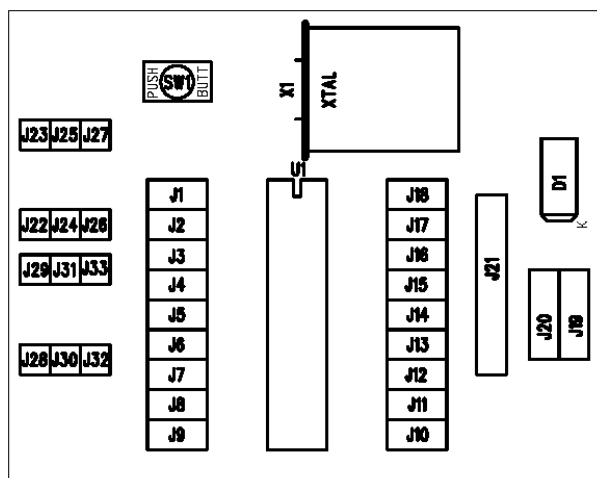 PUSH SW1 BUTT
X1 XTAL
J23 J25 J27
U1
D1
K
J1
J2
J3
J4
J5
J6
J7
J8
J9
J18
J17
J16
J15
J14
J13
J12
J11
J10
J22 J24 J26
J29 J31 J33
J28 J30 J32
J21
J20 J19